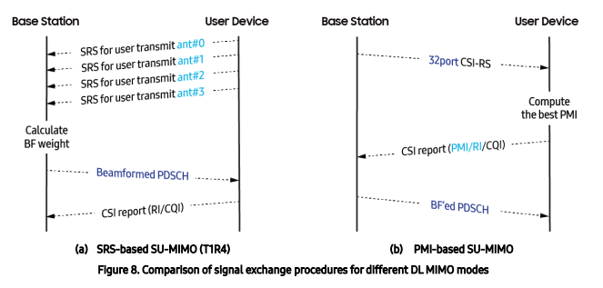 Base Station User Device
SRS for user transmit ant#0
SRS for user transmit ant#1
SRS for user transmit ant#2
SRS for user transmit ant#3
Calculate
BF weight
Beamformed PDSCH
CSI report (RI/CQI)
(a) SRS-based SU-MIMO (T1R4)
Base Station User Device
32port CSI-RS
Compute
the best PMI
CSI report (PMI/RI/CQI)
BF'ed PDSCH
(b) PMI-based SU-MIMO
Figure 8. Comparison of signal exchange procedures for different DL MIMO modes